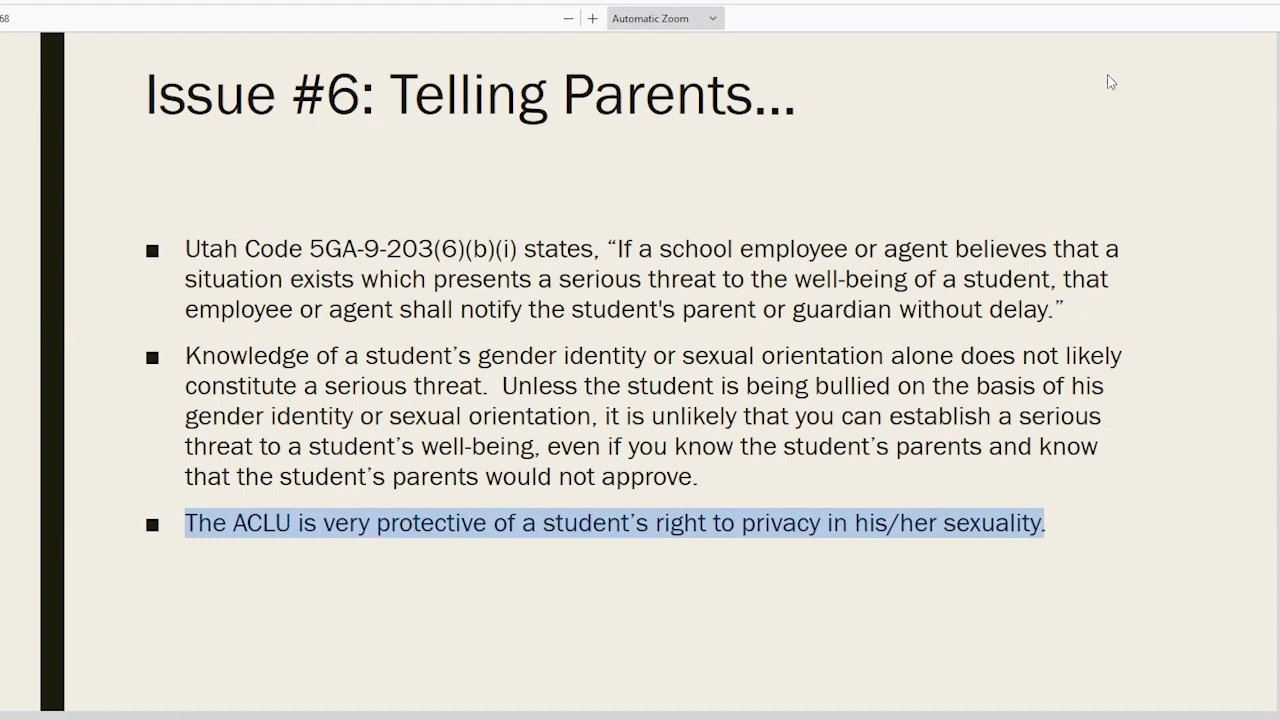 68
Automatic Zoom
Issue #6: Telling Parents...
Utah Code 5GA-9-203(6)(b)(i) states, “If a school employee or agent believes that a
situation exists which presents a serious threat to the well-being of a student, that
employee or agent shall notify the student's parent or guardian without delay.”
Knowledge of a student’s gender identity or sexual orientation alone does not likely
constitute a serious threat. Unless the student is being bullied on the basis of his
gender identity or sexual orientation, it is unlikely that you can establish a serious
threat to a student’s well-being, even if you know the student’s parents and know
that the student’s parents would not approve.
The ACLU is very protective of a student’s right to privacy in his/her sexuality.